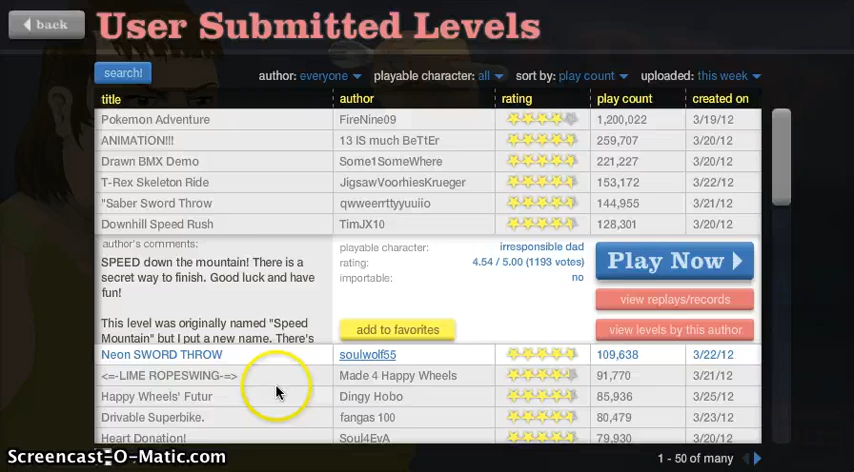 back
User Submitted Levels
search!
author: everyone playable character: all sort by: play count uploaded: this week
title author rating play count created on
Pokemon Adventure FireNine09 1,200,022 3/19/12
ANIMATION!!! 13 IS much BeTtEr 259,707 3/20/12
Drawn BMX Demo Some1SomeWhere 221,227 3/20/12
T-Rex Skeleton Ride JigsawVoorhiesKrueger 153,172 3/22/12
"Saber Sword Throw qwweerrttyyuuiio 144,955 3/21/12
Downhill Speed Rush TimJX10 128,301 3/20/12
author's comments:
SPEED down the mountain! There is a
secret way to finish. Good luck and have
fun!
This level was originally named "Speed
Mountain" but I put a new name. There's
playable character: irresponsible dad
rating: 4.54 / 5.00 (1193 votes)
importable: no
add to favorites
Play Now
view replays/records
view levels by this author
Neon SWORD THROW soulwolf55 109,638 3/22/12
<=-LIME ROPESWING-=> Made 4 Happy Wheels 91,770 3/21/12
Happy Wheels' Futur Dingy Hobo 85,936 3/25/12
Drivable Superbike. fangas 100 80,479 3/23/12
Heart Donation! Soul4EvA 79,930 3/20/12
1 - 50 of many
Screencast-O-Matic.com